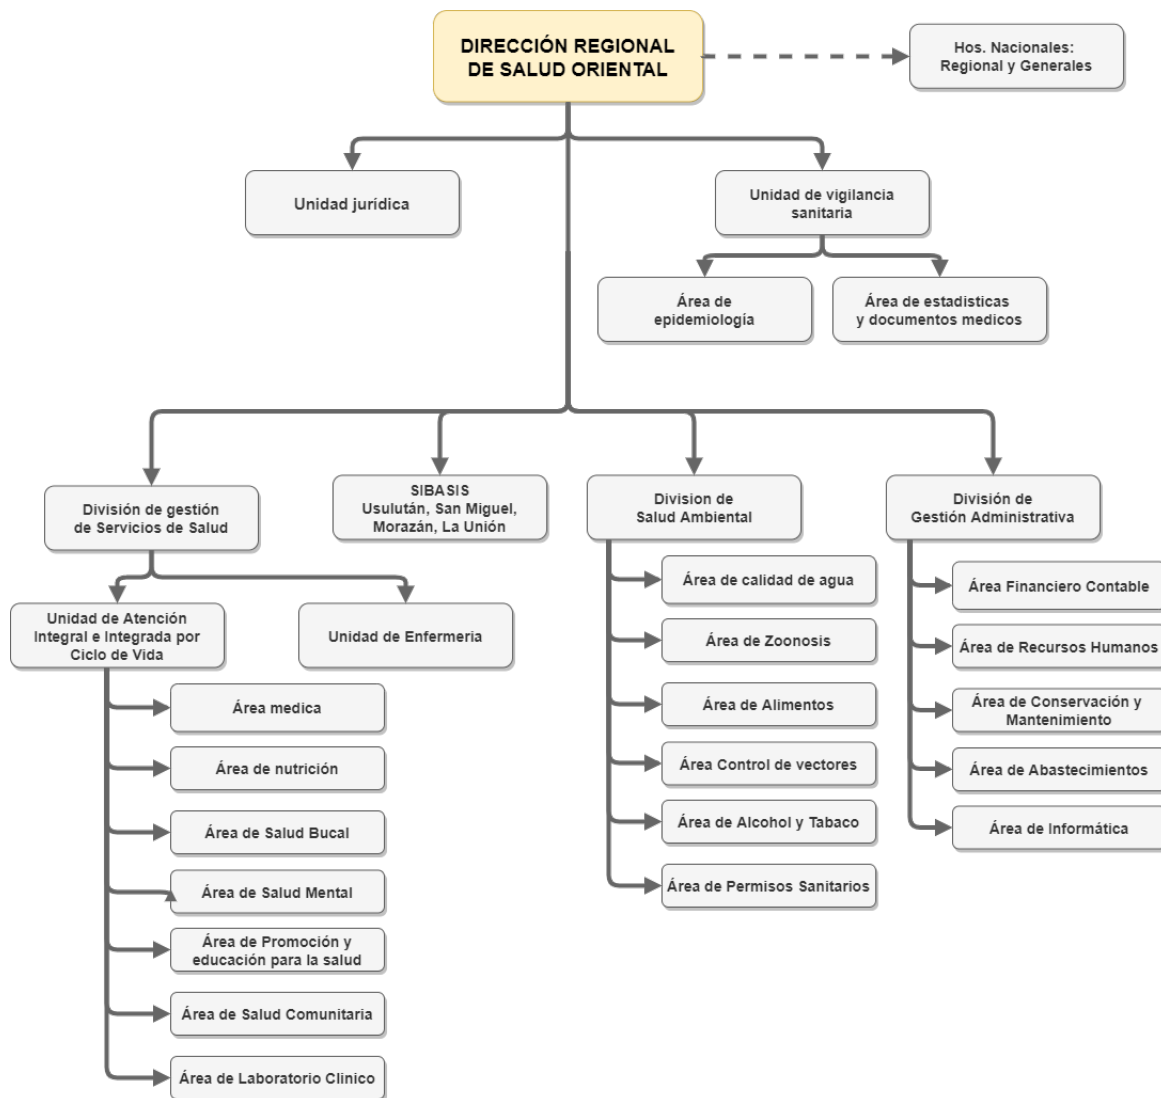 DIRECCIÓN REGIONAL
DE SALUD ORIENTAL
Hos. Nacionales:
Regional y Generales
Unidad jurídica
Unidad de vigilancia
sanitaria
Área de
epidemiología
Área de estadisticas
y documentos medicos
División de gestión
de Servicios de Salud
SIBASIS
Usulután, San Miguel,
Morazán, La Unión
Division de
Salud Ambiental
División de
Gestión Administrativa
Unidad de Atención
Integral e Integrada por
Ciclo de Vida
Unidad de Enfermeria
Área medica
Área de nutrición
Área de Salud Bucal
Área de Salud Mental
Área de Promoción y
educación para la salud
Área de Salud Comunitaria
Área de Laboratorio Clinico
Área de calidad de agua
Área de Zoonosis
Área de Alimentos
Área Control de vectores
Área de Alcohol y Tabaco
Área de Permisos Sanitarios
Área Financiero Contable
Área de Recursos Humanos
Área de Conservación y
Mantenimiento
Área de Abastecimientos
Área de Informática